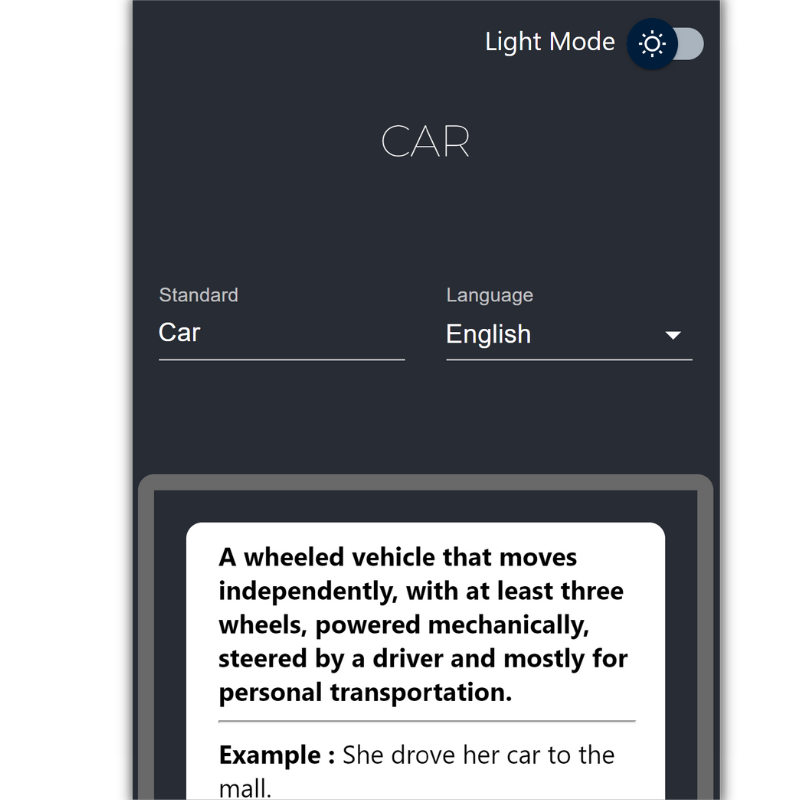 Light Mode
CAR
Standard
Language
Car
English
A wheeled vehicle that moves
independently, with at least three
wheels, powered mechanically,
steered by a driver and mostly for
personal transportation.
Example : She drove her car to the
mall.